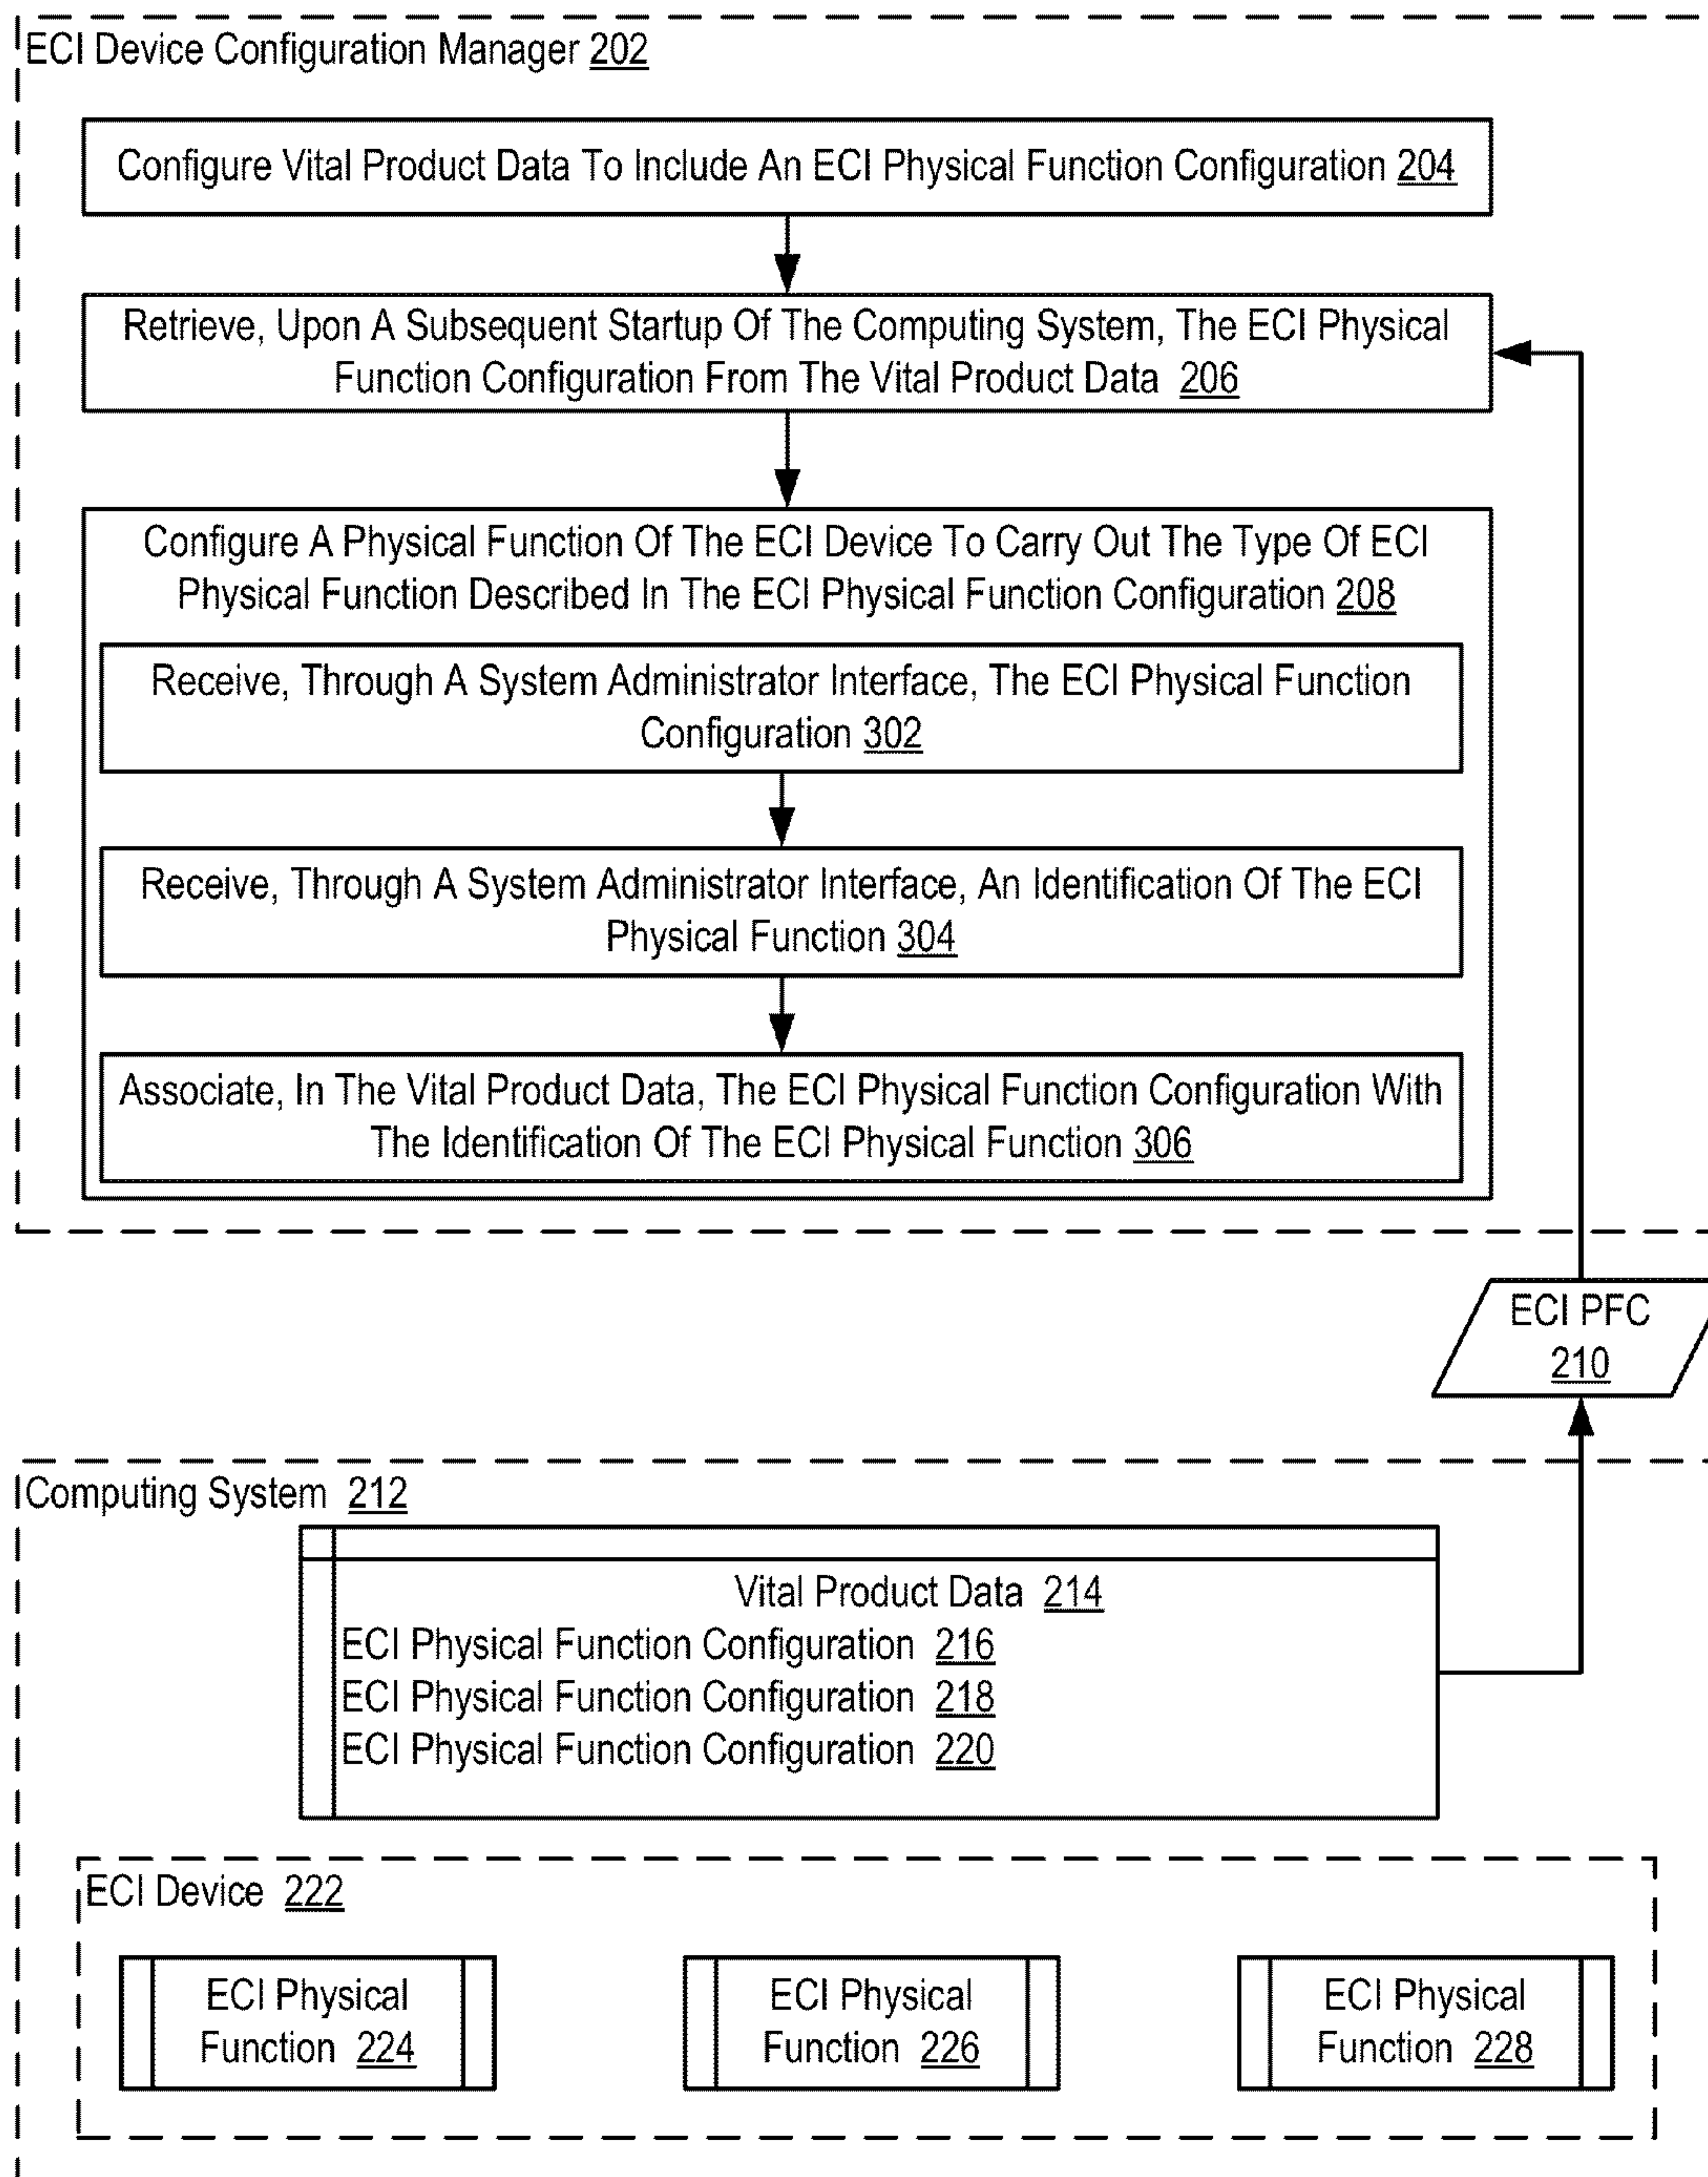 ECI Device Configuration Manager 202
Configure Vital Product Data To Include An ECI Physical Function Configuration 204
Retrieve, Upon A Subsequent Startup Of The Computing System, The ECI Physical
Function Configuration From The Vital Product Data 206
Configure A Physical Function Of The ECI Device To Carry Out The Type Of ECI
Physical Function Described In The ECI Physical Function Configuration 208
Receive, Through A System Administrator Interface, The ECI Physical Function
Configuration 302
Receive, Through A System Administrator Interface, An Identification Of The ECI
Physical Function 304
Associate, In The Vital Product Data, The ECI Physical Function Configuration With
The Identification Of The ECI Physical Function 306
ECI PFC
210
Computing System 212
Vital Product Data 214
ECI Physical Function Configuration 216
ECI Physical Function Configuration 218
ECI Physical Function Configuration 220
ECI Device 222
ECI Physical
Function 224
ECI Physical
Function 226
ECI Physical
Function 228